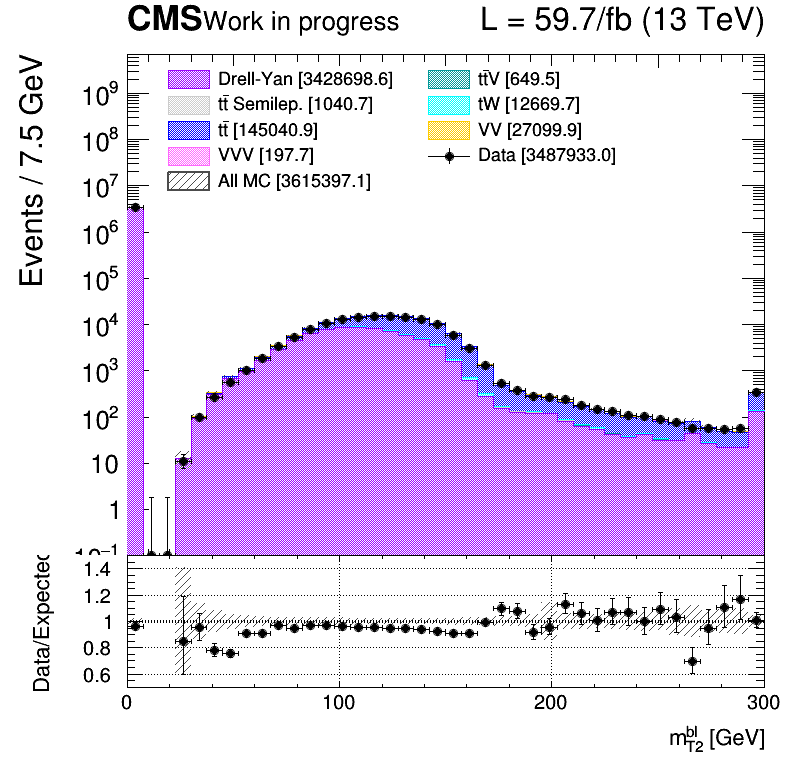 CMS Work in progress L = 59.7/fb (13 TeV)
Events / 7.5 GeV
Drell-Yan [3428698.6]
tt̄ Semilep. [1040.7]
tt̄ [145040.9]
VVV [197.7]
All MC [3615397.1]
tt̄V [649.5]
tW [12669.7]
VV [27099.9]
Data [3487933.0]
10⁹
10⁸
10⁷
10⁶
10⁵
10⁴
10³
10²
10
1
10⁻¹
Data/Expected
1.4
1.2
1
0.8
0.6
0 100 200 300
m_{T2}^{bl} [GeV]